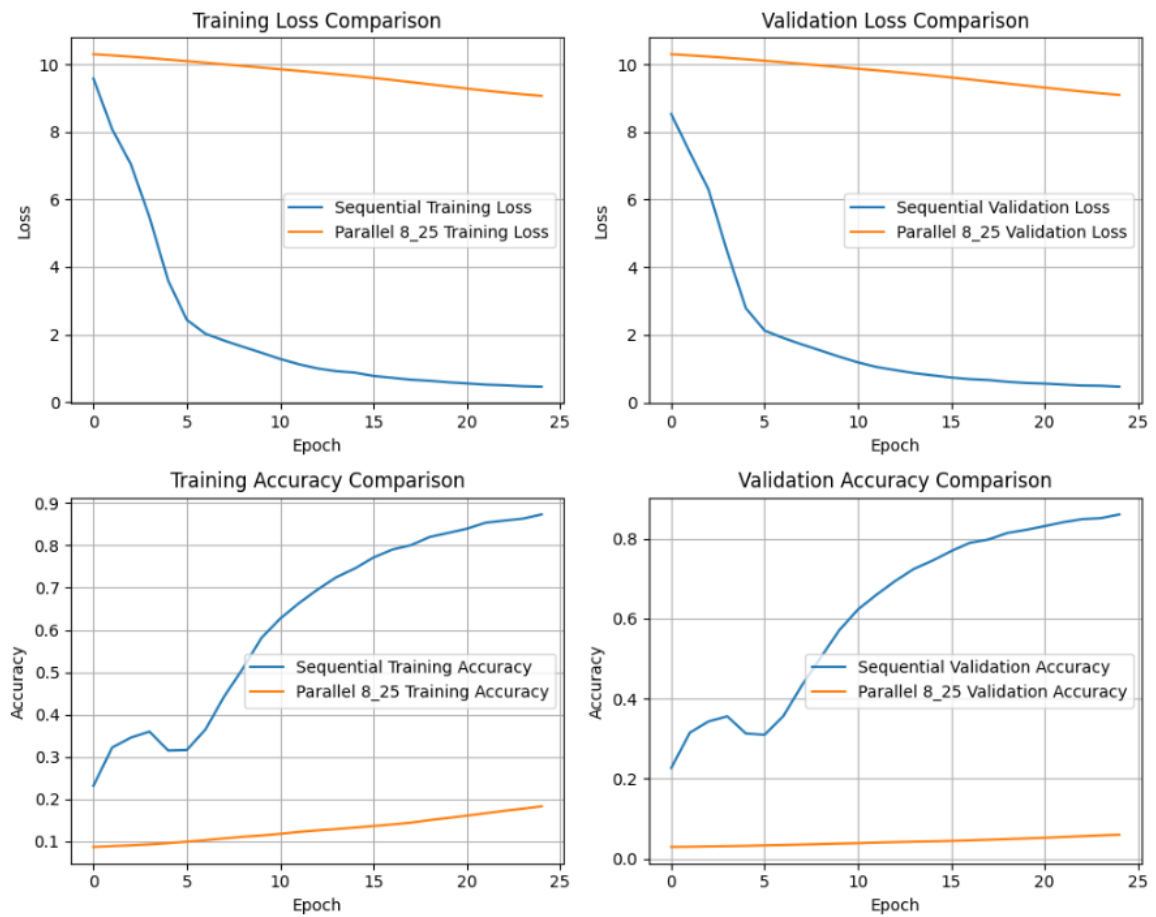 Training Loss Comparison
10
8
6
4
2
0
Loss
Sequential Training Loss
Parallel 8_25 Training Loss
0 5 10 15 20 25
Epoch
Validation Loss Comparison
10
8
6
4
2
0
Loss
Sequential Validation Loss
Parallel 8_25 Validation Loss
0 5 10 15 20 25
Epoch
Training Accuracy Comparison
0.9
0.8
0.7
0.6
0.5
0.4
0.3
0.2
0.1
Accuracy
Sequential Training Accuracy
Parallel 8_25 Training Accuracy
0 5 10 15 20 25
Epoch
Validation Accuracy Comparison
0.8
0.6
0.4
0.2
0.0
Accuracy
Sequential Validation Accuracy
Parallel 8_25 Validation Accuracy
0 5 10 15 20 25
Epoch